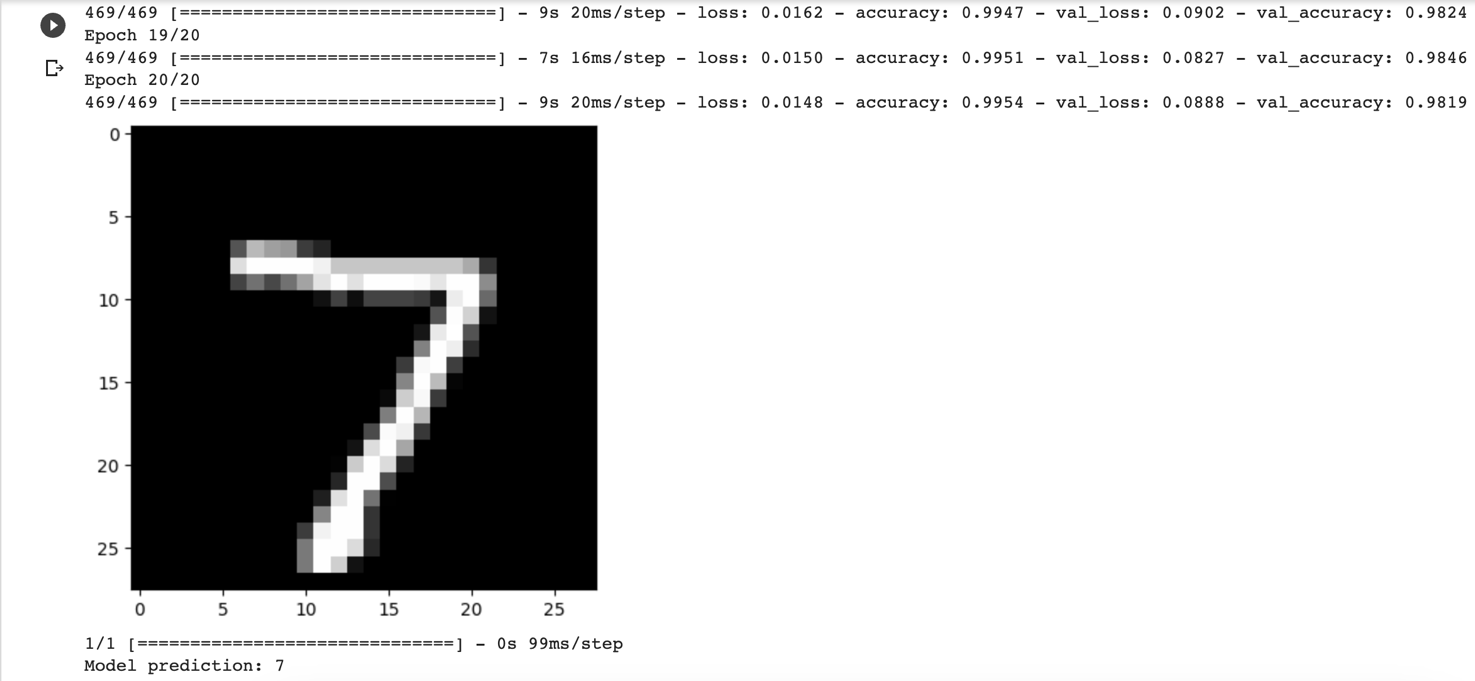 469/469 [==============================] - 9s 20ms/step - loss: 0.0162 - accuracy: 0.9947 - val_loss: 0.0902 - val_accuracy: 0.9824
Epoch 19/20
469/469 [==============================] - 7s 16ms/step - loss: 0.0150 - accuracy: 0.9951 - val_loss: 0.0827 - val_accuracy: 0.9846
Epoch 20/20
469/469 [==============================] - 9s 20ms/step - loss: 0.0148 - accuracy: 0.9954 - val_loss: 0.0888 - val_accuracy: 0.9819
0
5
10
15
20
25
7
0 5 10 15 20 25
1/1 [==============================] - 0s 99ms/step
Model prediction: 7